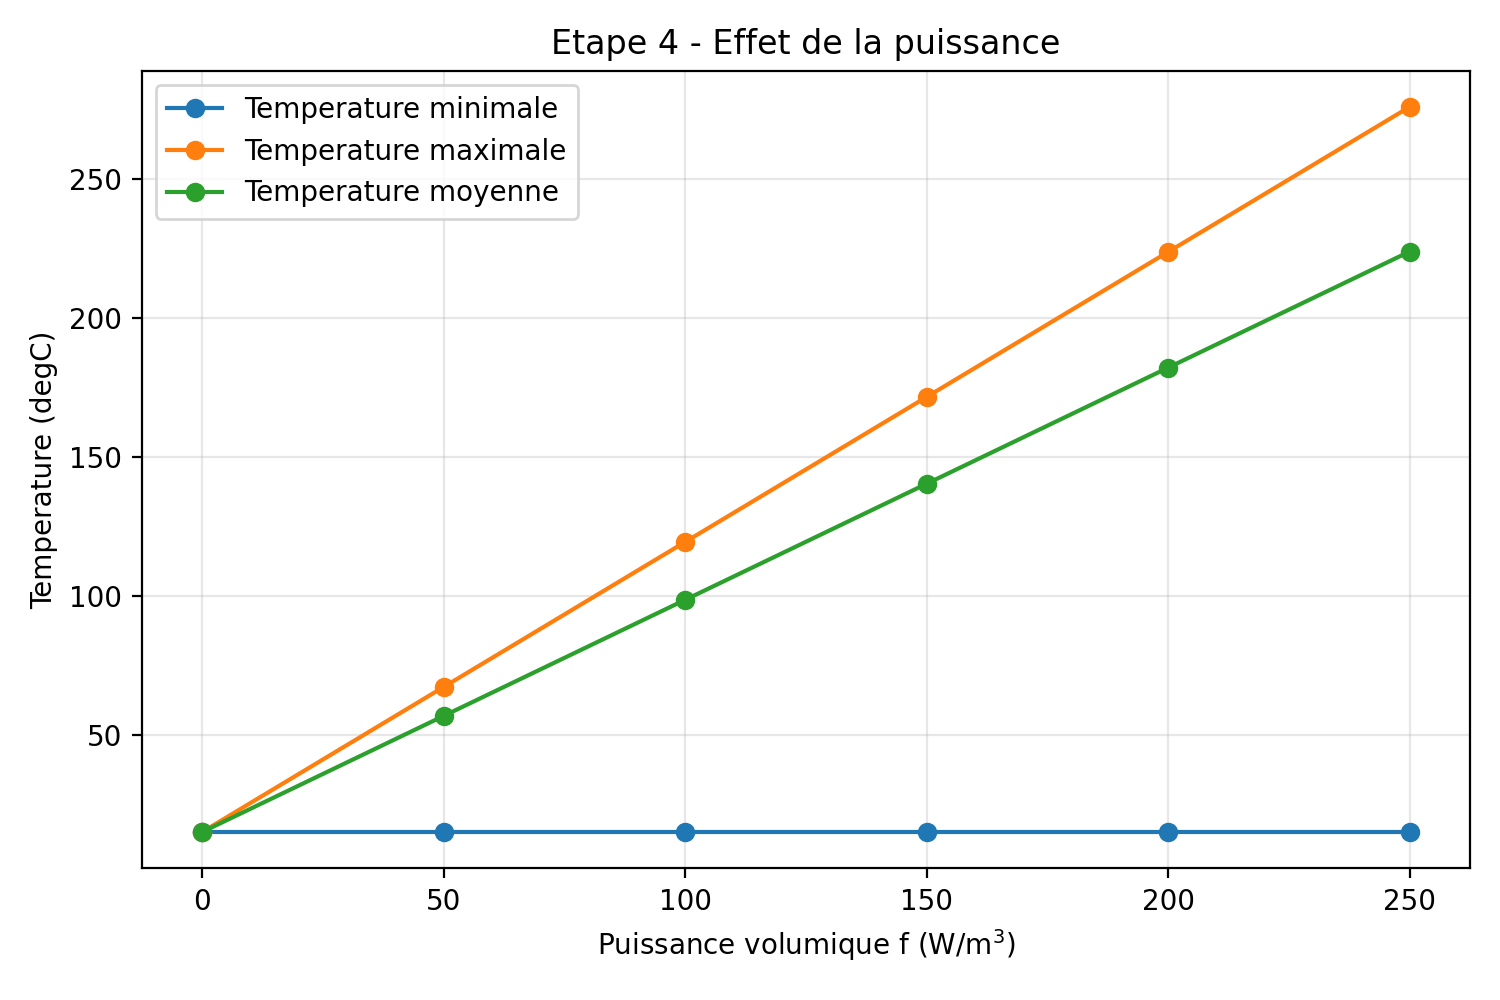 Etape 4 - Effet de la puissance
Temperature minimale
Temperature maximale
Temperature moyenne
250
200
150
100
50
Temperature (degC)
0 50 100 150 200 250
Puissance volumique f (W/m³)